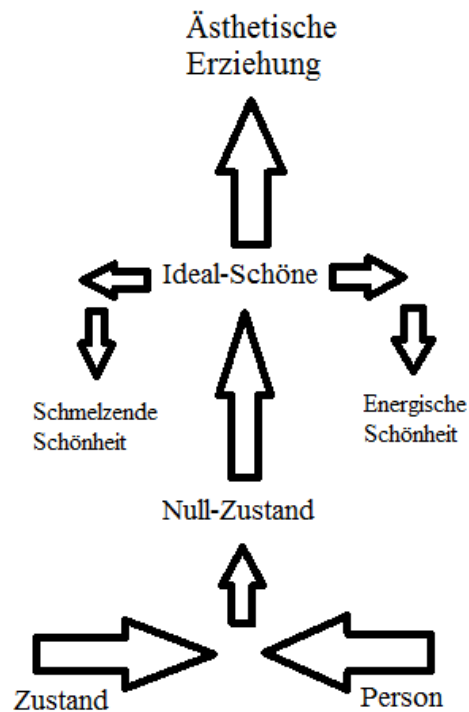 Ästhetische
Erziehung
Ideal-Schöne
Schmelzende
Schönheit
Energische
Schönheit
Null-Zustand
Zustand
Person